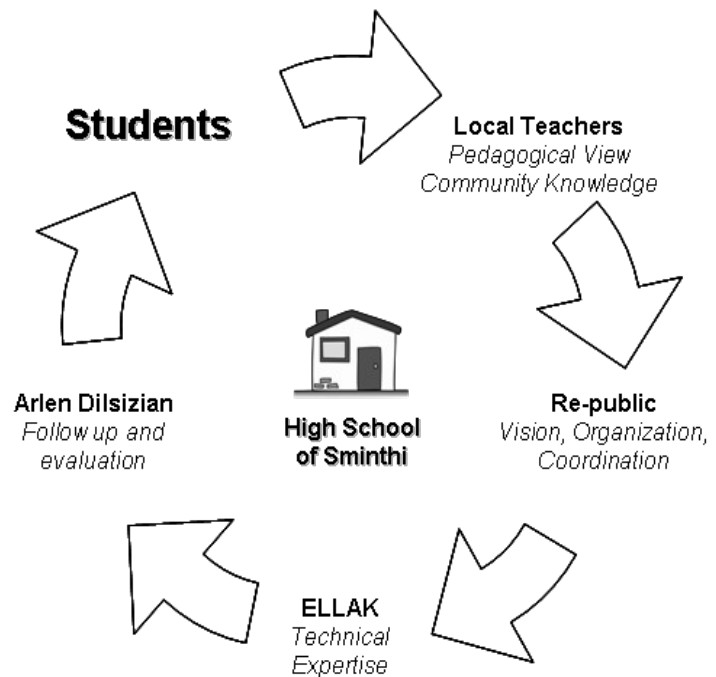 Students
Local Teachers
Pedagogical View
Community Knowledge
Re-public
Vision, Organization,
Coordination
ELLAK
Technical
Expertise
Arlen Dilsizian
Follow up and
evaluation
High School
of Sminthi